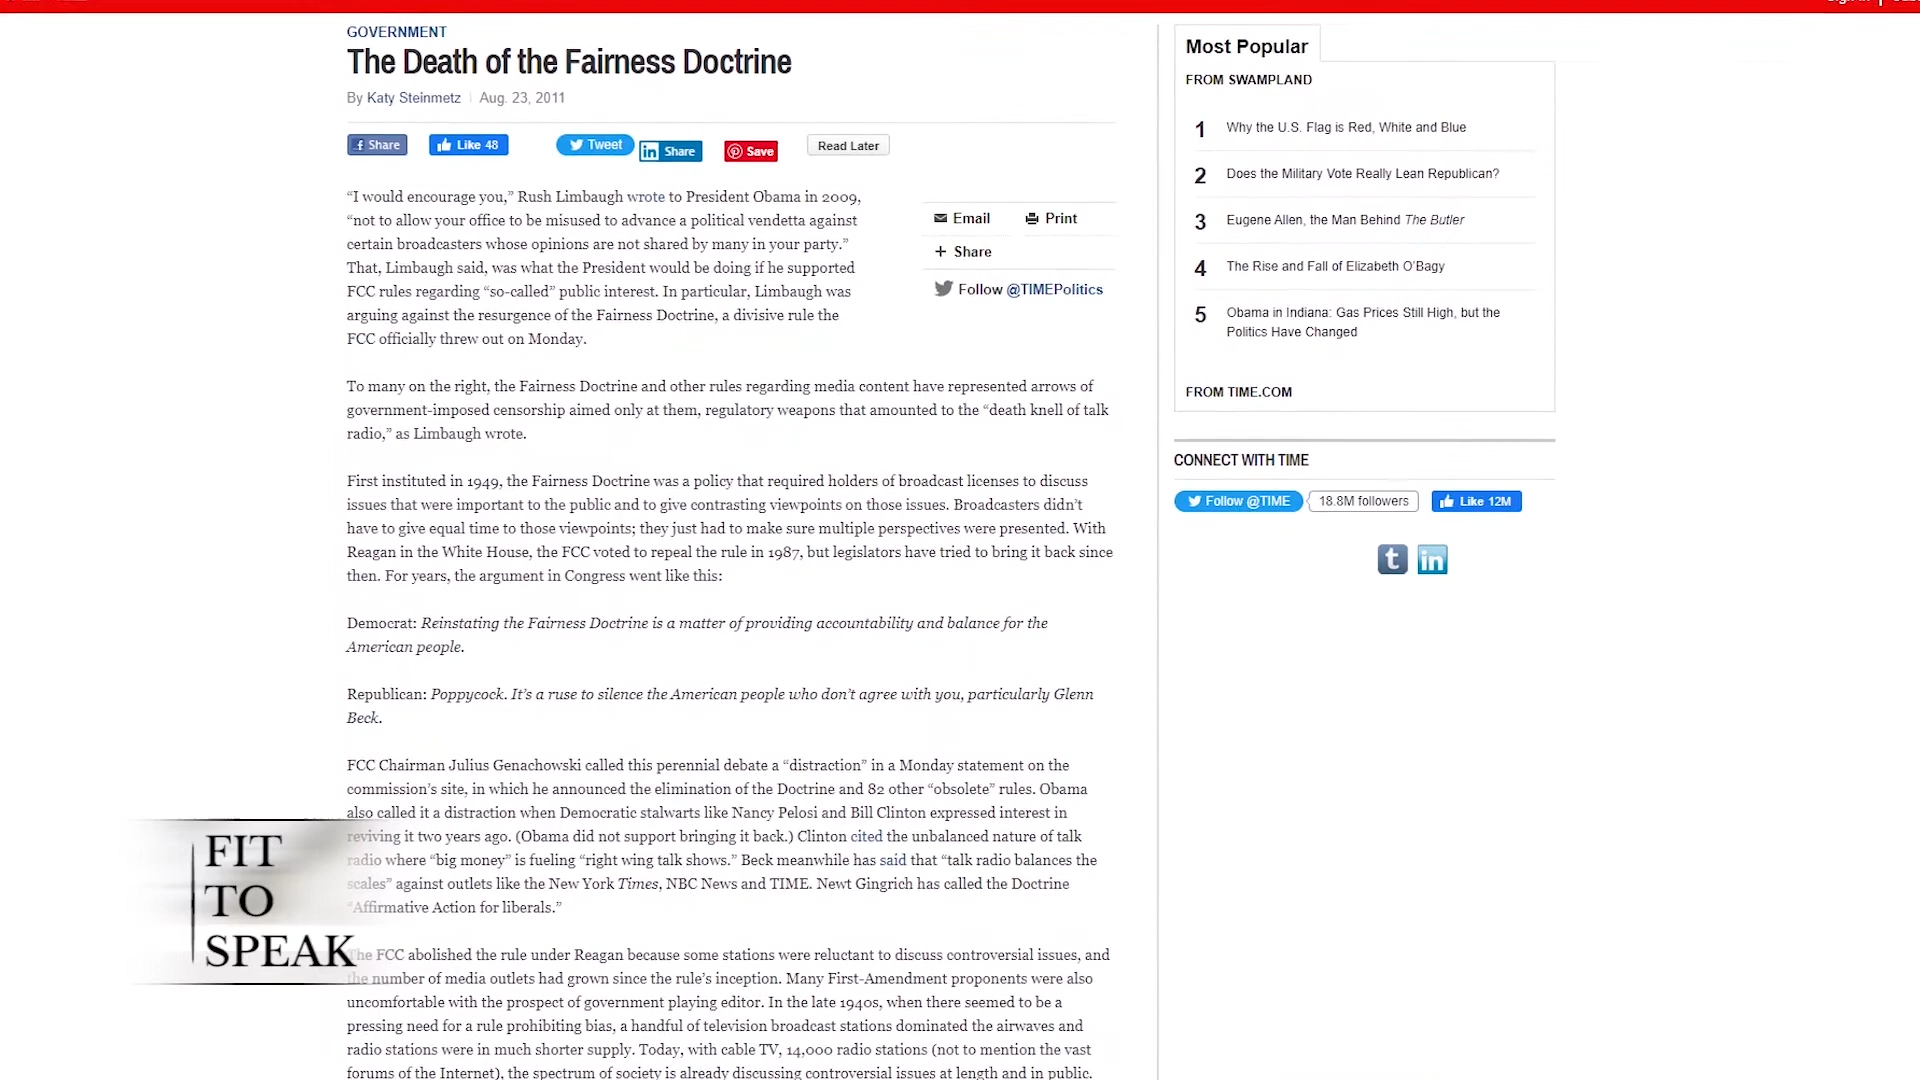 GOVERNMENT
The Death of the Fairness Doctrine
By Katy Steinmetz | Aug. 23, 2011
Share
Like 48
Tweet
Share
Save
Read Later
“I would encourage you,” Rush Limbaugh wrote to President Obama in 2009,
“not to allow your office to be misused to advance a political vendetta against
certain broadcasters whose opinions are not shared by many in your party.”
That, Limbaugh said, was what the President would be doing if he supported
FCC rules regarding “so-called” public interest. In particular, Limbaugh was
arguing against the resurgence of the Fairness Doctrine, a divisive rule the
FCC officially threw out on Monday.
Email
Print
+ Share
Follow @TIMEPolitics
To many on the right, the Fairness Doctrine and other rules regarding media content have represented arrows of
government-imposed censorship aimed only at them, regulatory weapons that amounted to the “death knell of talk
radio,” as Limbaugh wrote.
First instituted in 1949, the Fairness Doctrine was a policy that required holders of broadcast licenses to discuss
issues that were important to the public and to give contrasting viewpoints on those issues. Broadcasters didn’t
have to give equal time to those viewpoints; they just had to make sure multiple perspectives were presented. With
Reagan in the White House, the FCC voted to repeal the rule in 1987, but legislators have tried to bring it back since
then. For years, the argument in Congress went like this:
Democrat: Reinstating the Fairness Doctrine is a matter of providing accountability and balance for the
American people.
Republican: Poppycock. It’s a ruse to silence the American people who don’t agree with you, particularly Glenn
Beck.
FCC Chairman Julius Genachowski called this perennial debate a “distraction” in a Monday statement on the
commission’s site, in which he announced the elimination of the Doctrine and 82 other “obsolete” rules. Obama
also called it a distraction when Democratic stalwarts like Nancy Pelosi and Bill Clinton expressed interest in
reviving it two years ago. (Obama did not support bringing it back.) Clinton cited the unbalanced nature of talk
radio where “big money” is fueling “right wing talk shows.” Beck meanwhile has said that “talk radio balances the
scales” against outlets like the New York Times, NBC News and TIME. Newt Gingrich has called the Doctrine
“Affirmative Action for liberals.”
The FCC abolished the rule under Reagan because some stations were reluctant to discuss controversial issues, and
the number of media outlets had grown since the rule’s inception. Many First-Amendment proponents were also
uncomfortable with the prospect of government playing editor. In the late 1940s, when there seemed to be a
pressing need for a rule prohibiting bias, a handful of television broadcast stations dominated the airwaves and
radio stations were in much shorter supply. Today, with cable TV, 14,000 radio stations (not to mention the vast
forums of the Internet), the spectrum of society is already discussing controversial issues at length and in public.
FIT
TO
SPEAK
Most Popular
FROM SWAMPLAND
1 Why the U.S. Flag is Red, White and Blue
2 Does the Military Vote Really Lean Republican?
3 Eugene Allen, the Man Behind The Butler
4 The Rise and Fall of Elizabeth O’Bagy
5 Obama in Indiana: Gas Prices Still High, but the
Politics Have Changed
FROM TIME.COM
CONNECT WITH TIME
Follow @TIME
18.8M followers
Like 12M
t
in